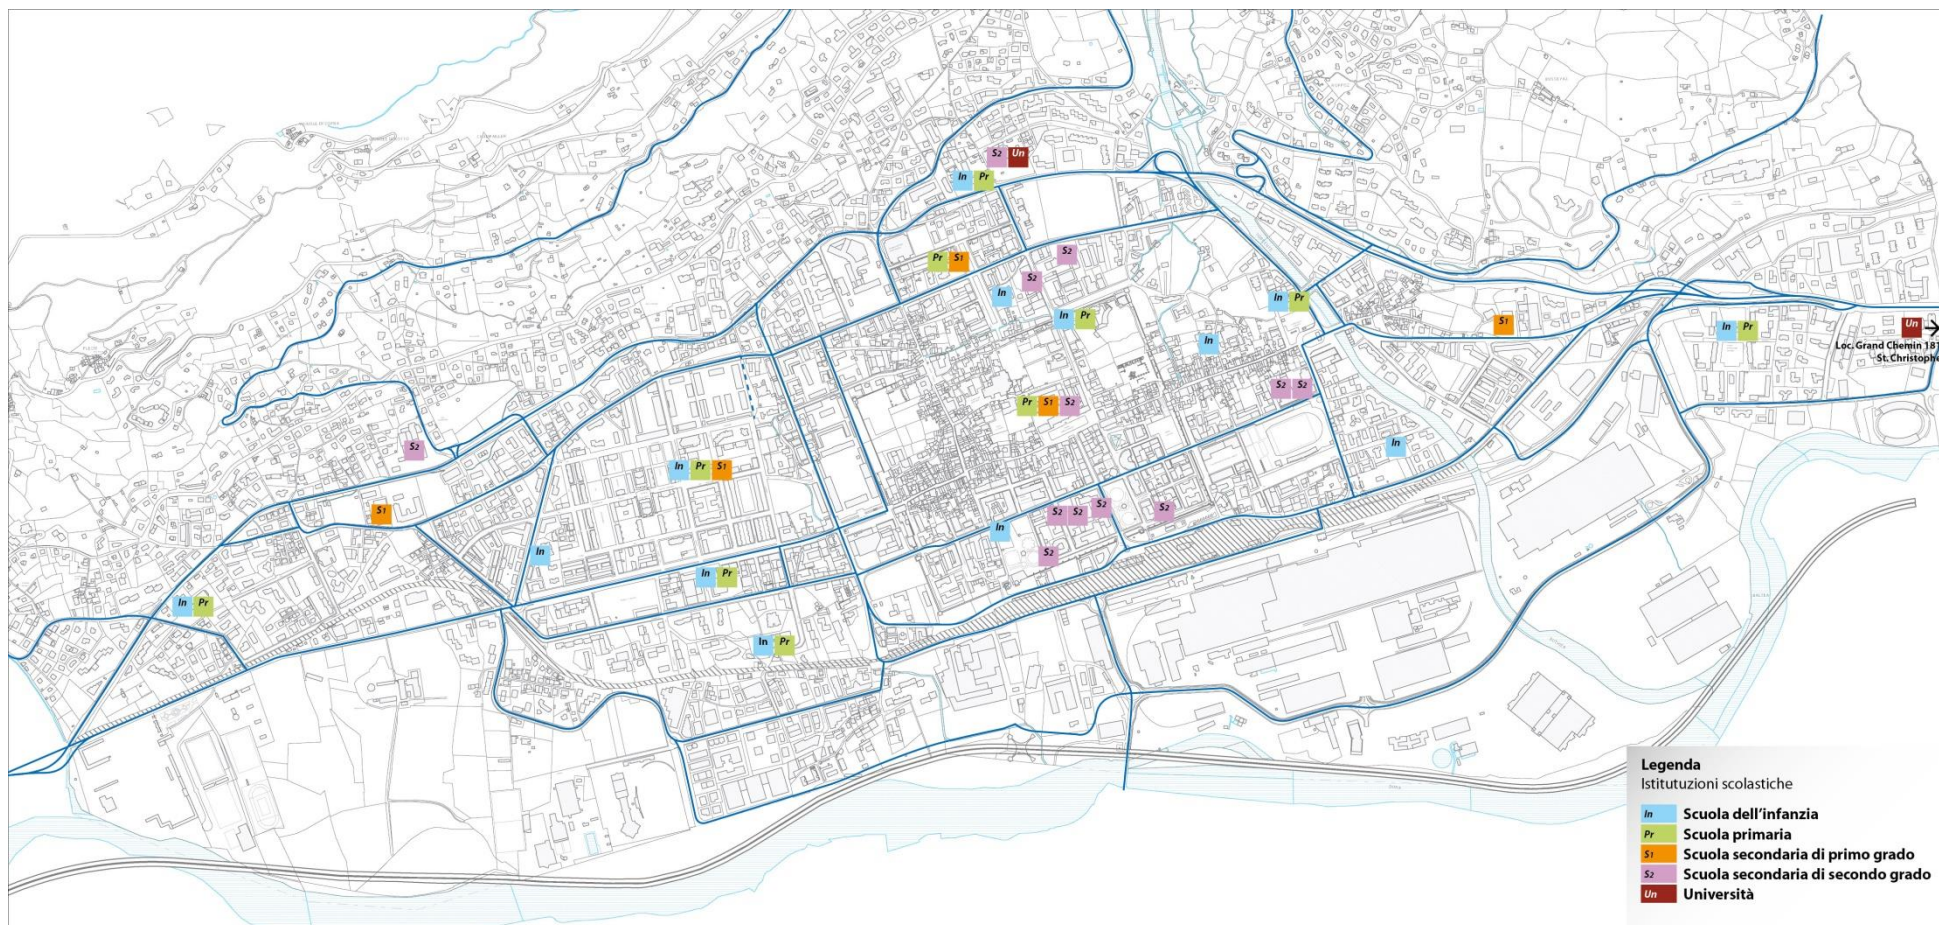 S2 Un
In Pr
Pr S1
S2
S2
In
In Pr
In Pr
In
S1
In Pr
Un
Loc. Grand Chemin 181
St. Christophe
S2 S2
Pr S1 S2
S2
In
In Pr S1
S1
S2
S2 S2
S2
In
In
S2
In Pr
In Pr
In Pr
Legenda
Istitutuzioni scolastiche
In Scuola dell'infanzia
Pr Scuola primaria
S1 Scuola secondaria di primo grado
S2 Scuola secondaria di secondo grado
Un Università